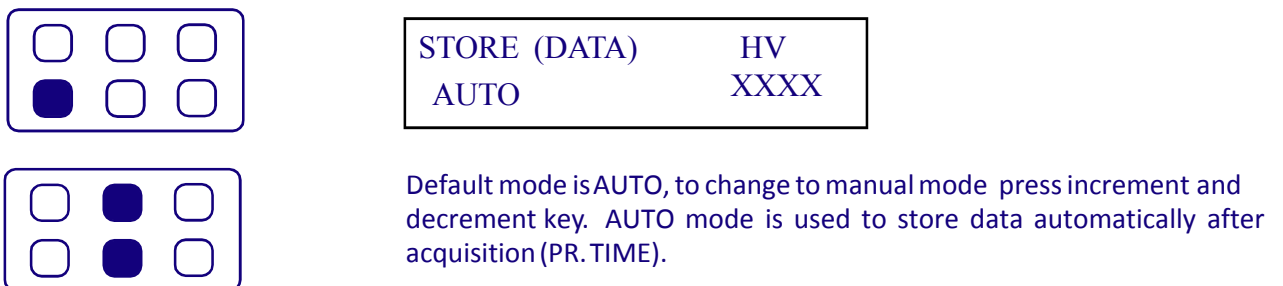 STORE (DATA) HV
AUTO XXXX
Default mode is AUTO, to change to manual mode press increment and
decrement key. AUTO mode is used to store data automatically after
acquisition (PR. TIME).